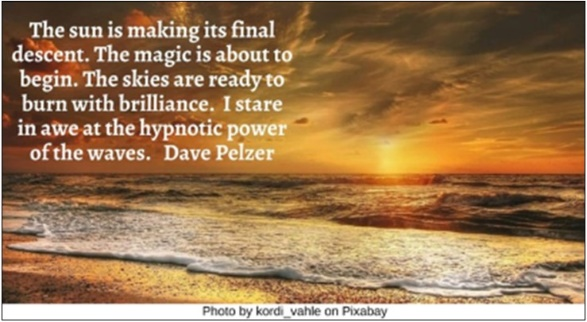 The sun is making its final
descent. The magic is about to
begin. The skies are ready to
burn with brilliance. I stare
in awe at the hypnotic power
of the waves. Dave Pelzer
Photo by kordi_vahle on Pixabay